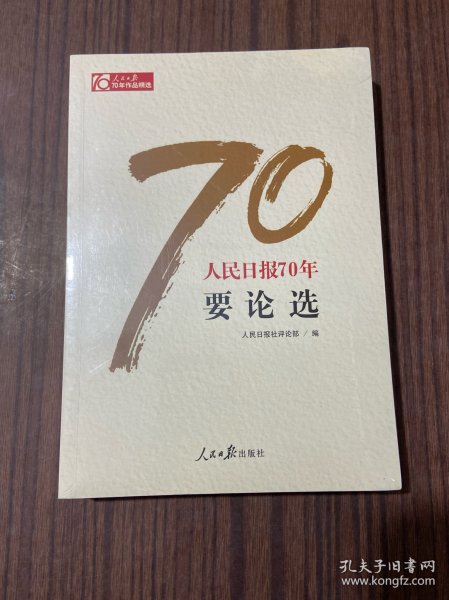 70
人民日报
70年作品精选
70
人民日报70年
要论选
人民日报社评论部 / 编
人民日报出版社
孔夫子旧书网
www.kongfz.com